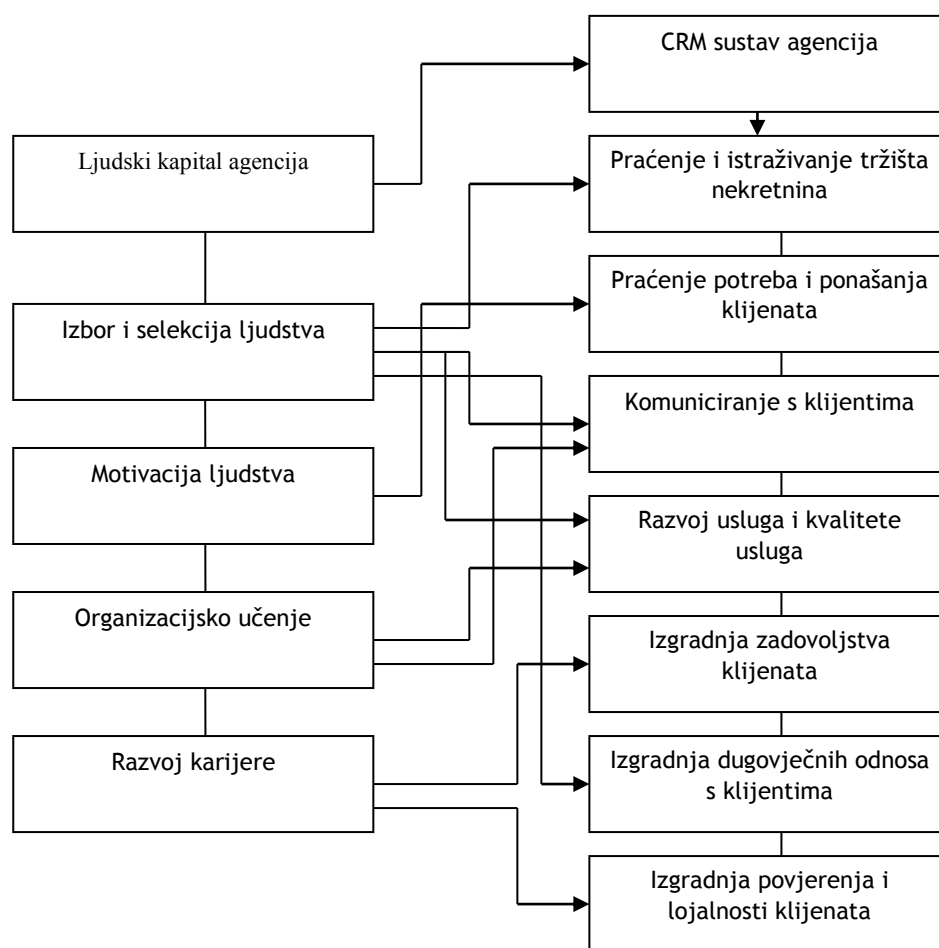 CRM sustav agencija
Ljudski kapital agencija
Praćenje i istraživanje tržišta
nekretnina
Praćenje potreba i ponašanja
klijenata
Izbor i selekcija ljudstva
Komuniciranje s klijentima
Motivacija ljudstva
Razvoj usluga i kvalitete
usluga
Organizacijsko učenje
Izgradnja zadovoljstva
klijenata
Razvoj karijere
Izgradnja dugovječnih odnosa
s klijentima
Izgradnja povjerenja i
lojalnosti klijenata